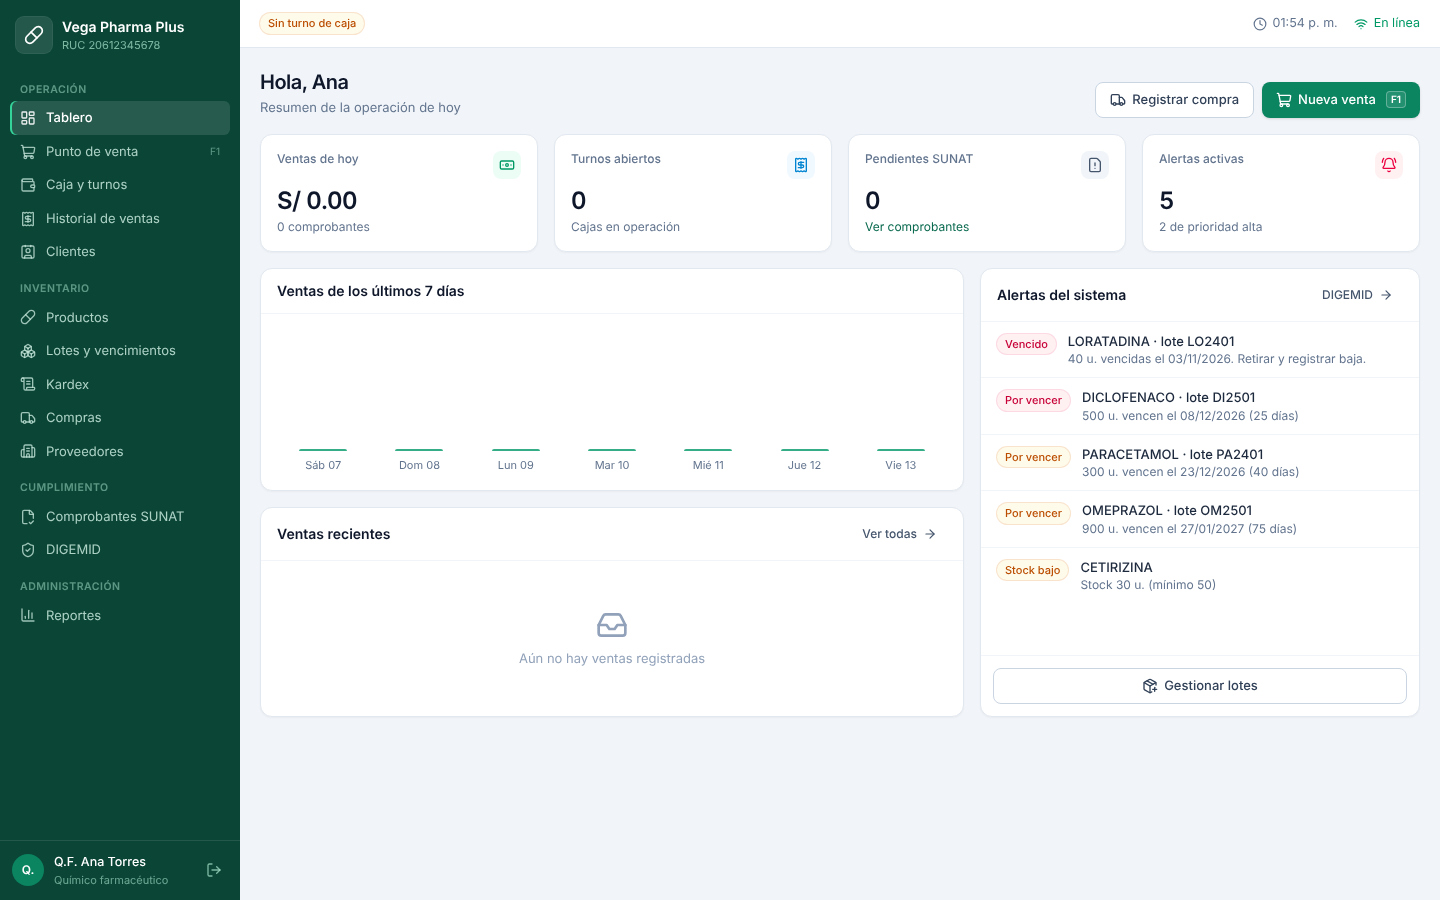 Vega Pharma Plus
RUC 20612345678
OPERACIÓN
Tablero
Punto de venta F1
Caja y turnos
Historial de ventas
Clientes
INVENTARIO
Productos
Lotes y vencimientos
Kardex
Compras
Proveedores
CUMPLIMIENTO
Comprobantes SUNAT
DIGEMID
ADMINISTRACIÓN
Reportes
Q.
Q.F. Ana Torres
Químico farmacéutico
Sin turno de caja
01:54 p. m.
En línea
Hola, Ana
Resumen de la operación de hoy
Registrar compra
Nueva venta F1
Ventas de hoy
S/ 0.00
0 comprobantes
Turnos abiertos
0
Cajas en operación
Pendientes SUNAT
0
Ver comprobantes
Alertas activas
5
2 de prioridad alta
Ventas de los últimos 7 días
Sáb 07 Dom 08 Lun 09 Mar 10 Mié 11 Jue 12 Vie 13
Ventas recientes
Ver todas
Aún no hay ventas registradas
Alertas del sistema
DIGEMID
Vencido
LORATADINA · lote LO2401
40 u. vencidas el 03/11/2026. Retirar y registrar baja.
Por vencer
DICLOFENACO · lote DI2501
500 u. vencen el 08/12/2026 (25 días)
Por vencer
PARACETAMOL · lote PA2401
300 u. vencen el 23/12/2026 (40 días)
Por vencer
OMEPRAZOL · lote OM2501
900 u. vencen el 27/01/2027 (75 días)
Stock bajo
CETIRIZINA
Stock 30 u. (mínimo 50)
Gestionar lotes